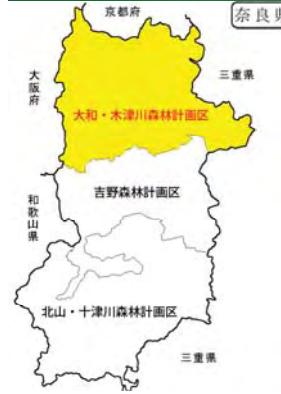 京都府
奈良県
大阪府
三重県
大和・木津川森林計画区
吉野森林計画区
和歌山県
北山・十津川森林計画区
三重県